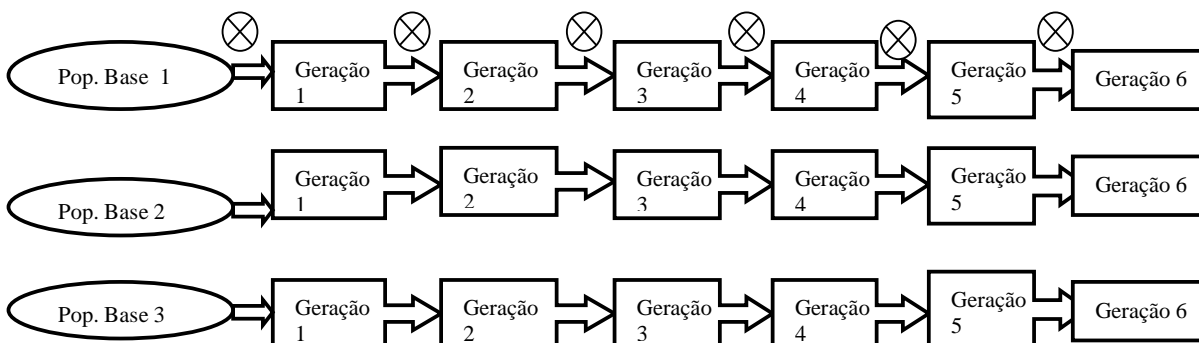 Pop. Base 1
Geração
1
Geração
2
Geração
3
Geração
4
Geração
5
Geração 6
Pop. Base 2
Geração
1
Geração
2
Geração
3
Geração
4
Geração
5
Geração 6
Pop. Base 3
Geração
1
Geração
2
Geração
3
Geração
4
Geração
5
Geração 6